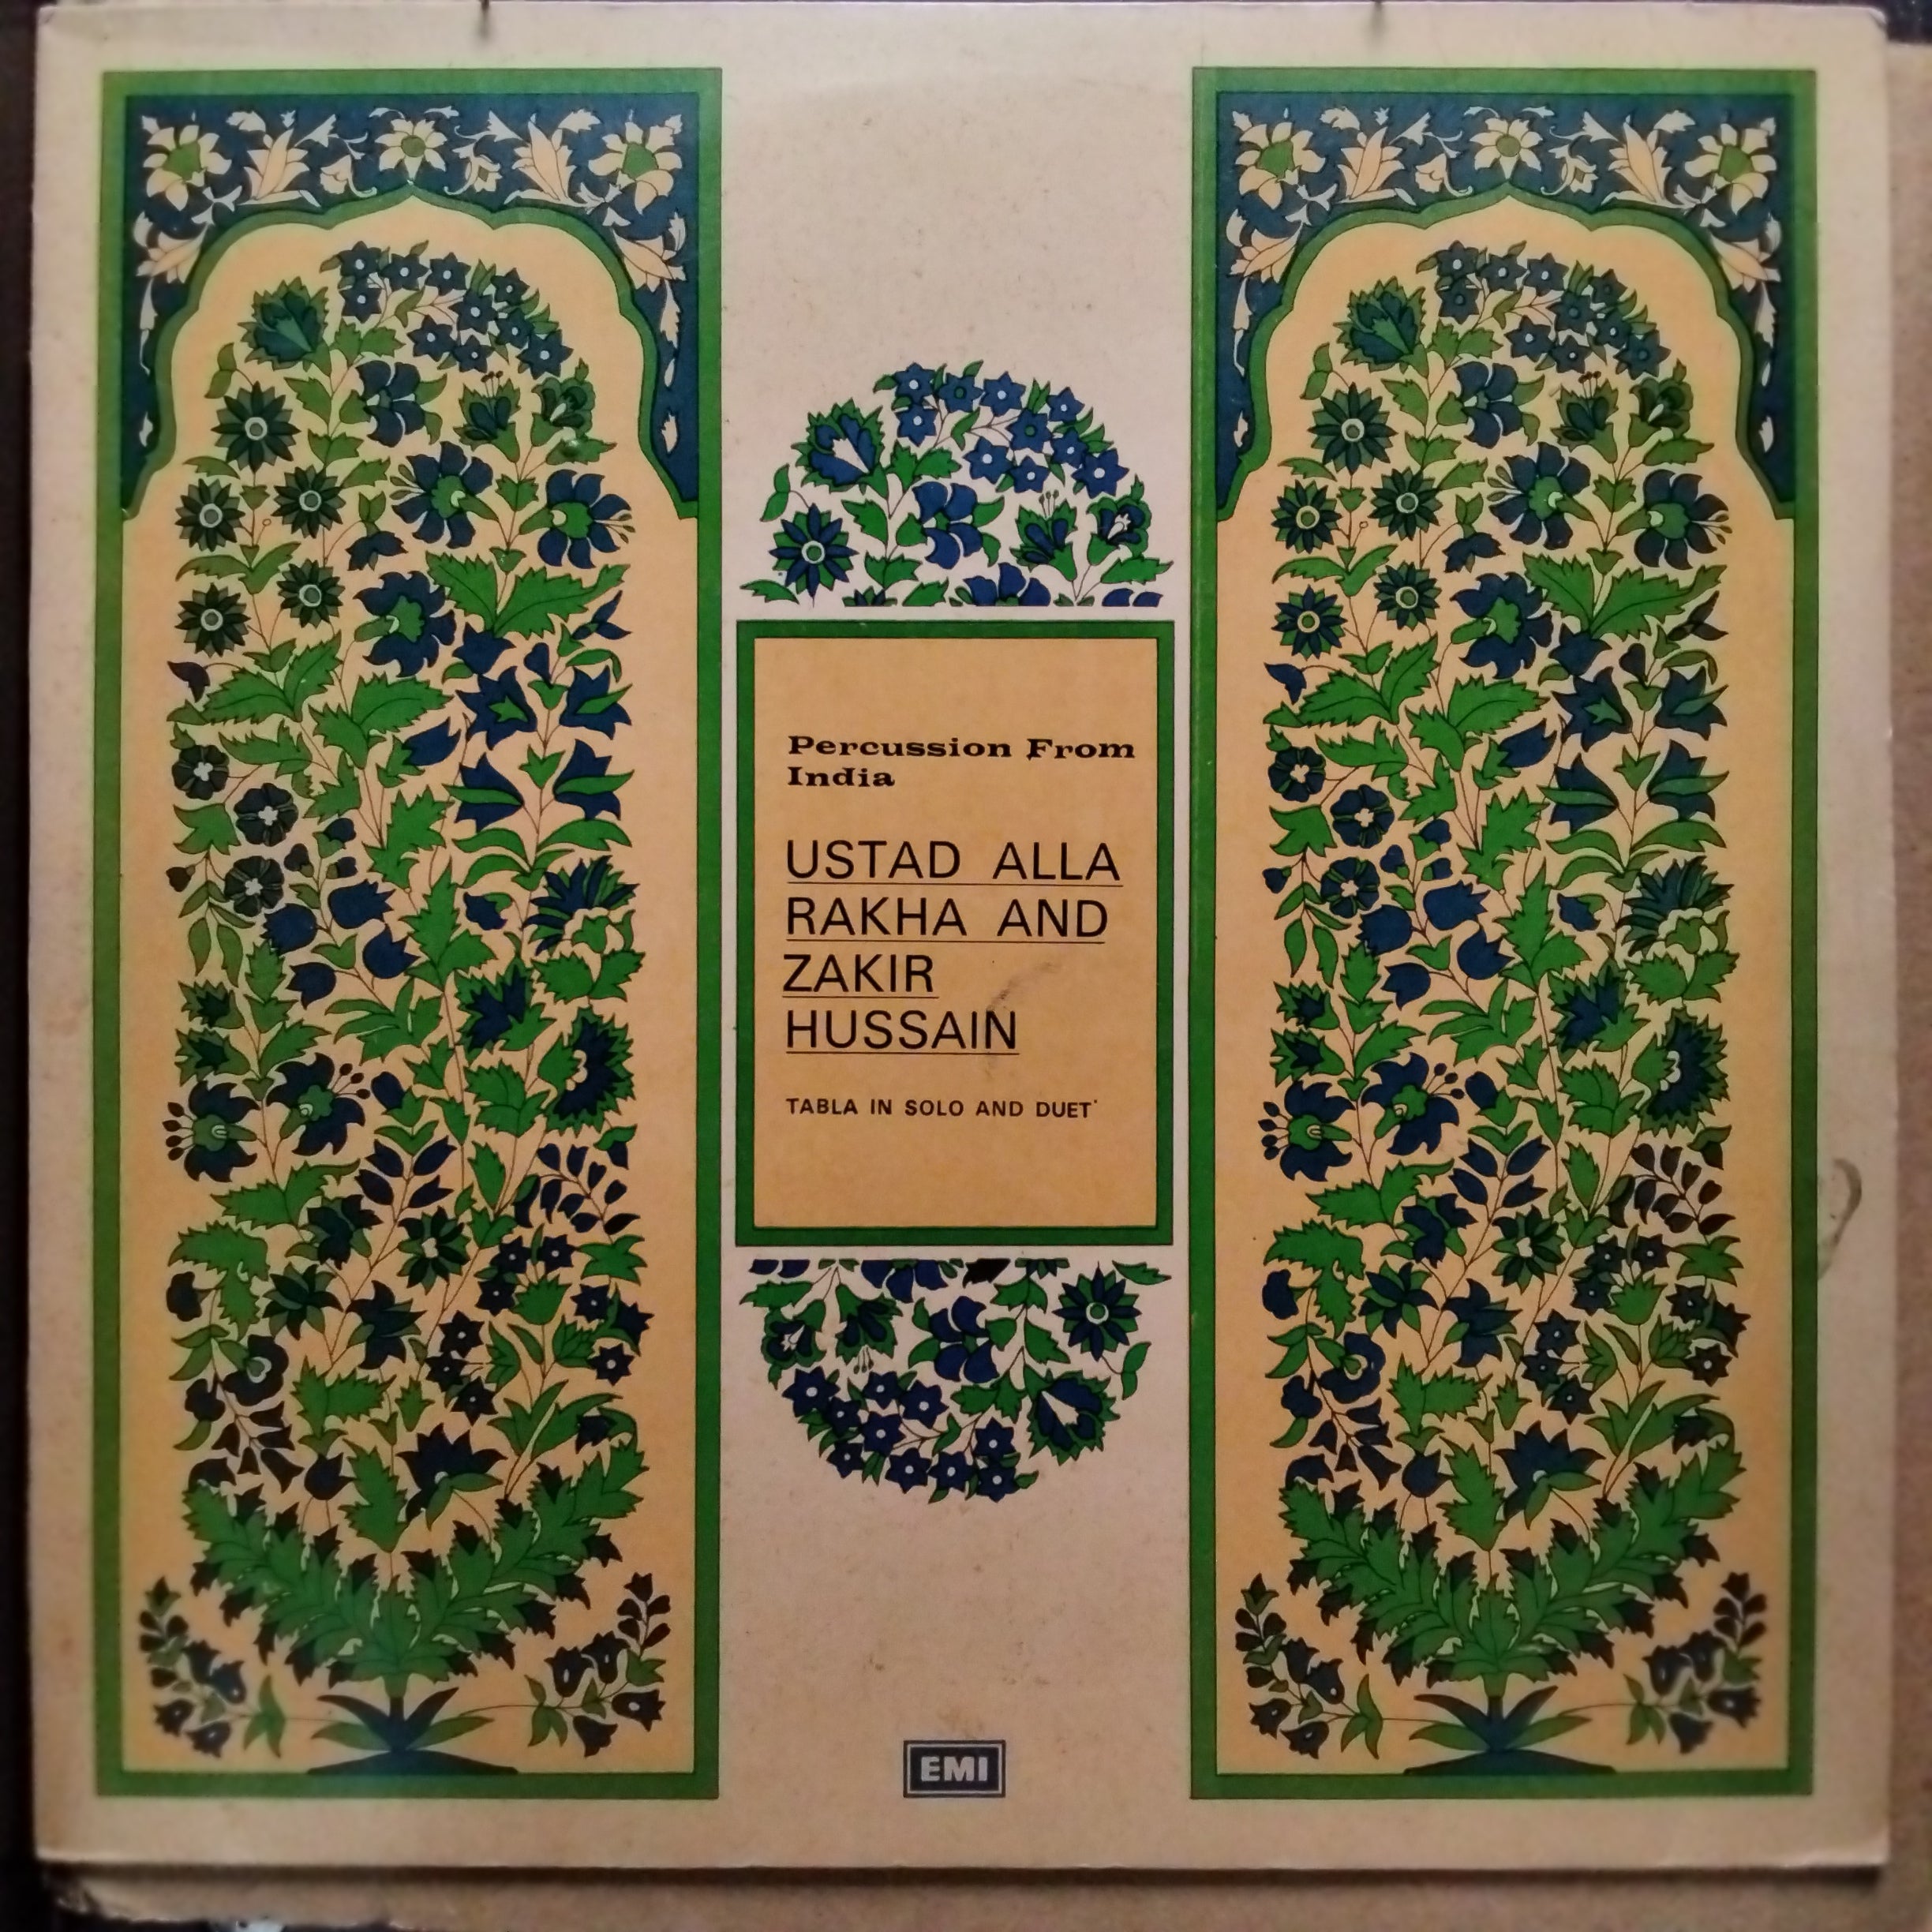 Percussion From
India
USTAD ALLA
RAKHA AND
ZAKIR
HUSSAIN
TABLA IN SOLO AND DUET
EMI